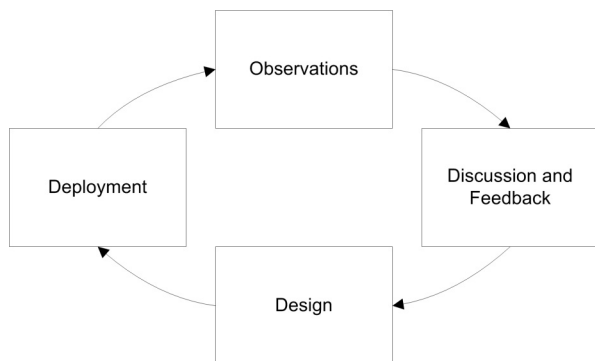 Observations
Deployment
Discussion and
Feedback
Design